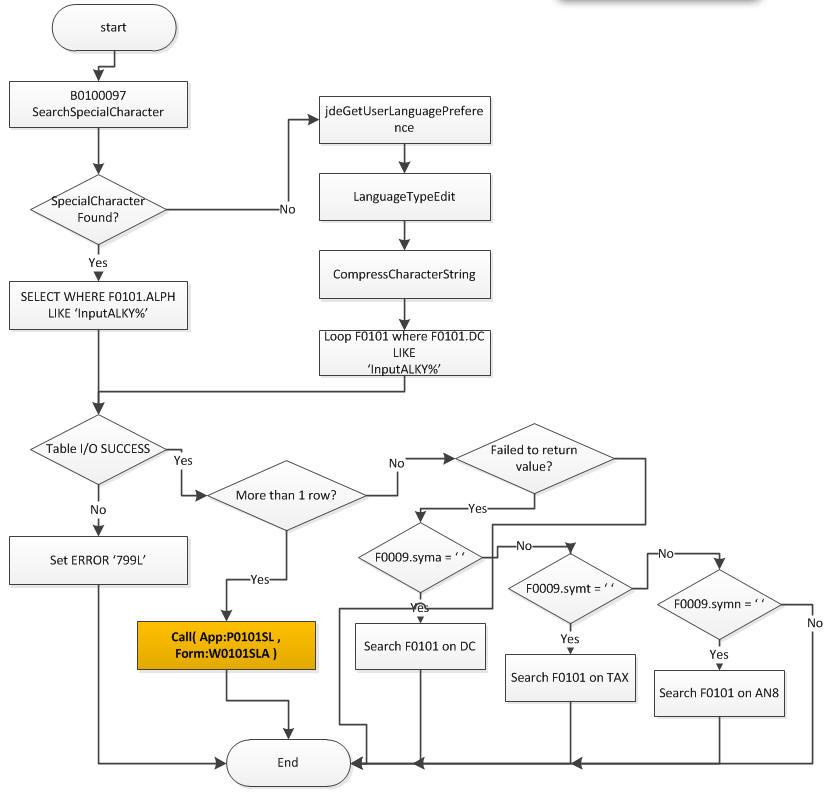 start
B0100097
SearchSpecialCharacter
SpecialCharacter
Found?
No
Yes
SELECT WHERE F0101.ALPH
LIKE ‘InputALKY%’
jdeGetUserLanguagePrefere
nce
LanguageTypeEdit
CompressCharacterString
Loop F0101 where F0101.DC
LIKE
‘InputALKY%’
Table I/O SUCCESS
Yes
No
Set ERROR ‘799L’
More than 1 row?
No
Yes
Call( App:P0101SL ,
Form:W0101SLA )
Failed to return
value?
Yes
F0009.syma = ‘ ‘
No
Yes
Search F0101 on DC
F0009.symt = ‘ ‘
No
Yes
Search F0101 on TAX
F0009.symn = ‘ ‘
No
Yes
Search F0101 on AN8
End